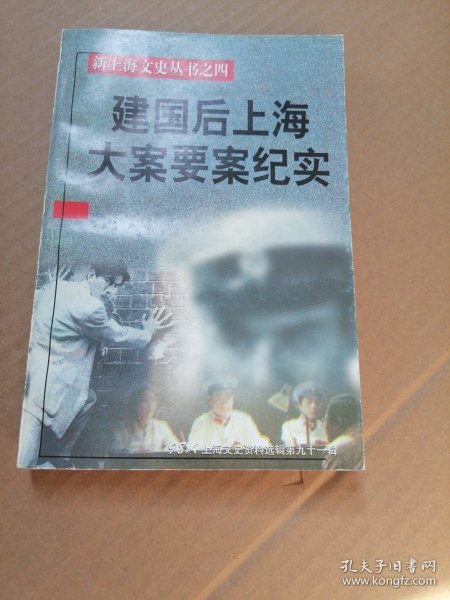 新上海文史丛书之四
建国后上海
大案要案纪实
上海文史资料选辑第九十一辑
孔夫子旧书网
www.kongfz.com